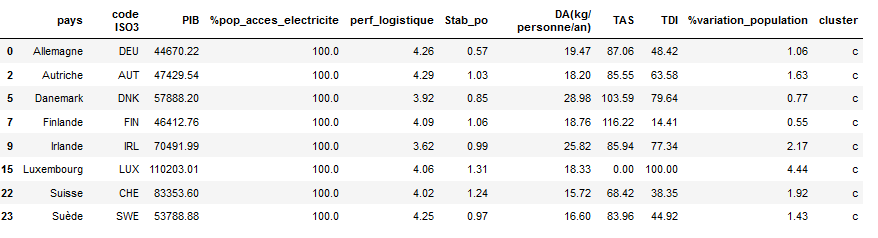 pays code ISO3 PIB %pop_acces_electricite perf_logistique Stab_po DA(kg/ personne/an) TAS TDI %variation_population cluster
0 Allemagne DEU 44670.22 100.0 4.26 0.57 19.47 87.06 48.42 1.06 c
2 Autriche AUT 47429.54 100.0 4.29 1.03 18.20 85.55 63.58 1.63 c
5 Danemark DNK 57888.20 100.0 3.92 0.85 28.98 103.59 79.64 0.77 c
7 Finlande FIN 46412.76 100.0 4.09 1.06 18.76 116.22 14.41 0.55 c
9 Irlande IRL 70491.99 100.0 3.62 0.99 25.82 85.94 77.34 2.17 c
15 Luxembourg LUX 110203.01 100.0 4.06 1.31 18.33 0.00 100.00 4.44 c
22 Suisse CHE 83353.60 100.0 4.02 1.24 15.72 68.42 38.35 1.92 c
23 Suède SWE 53788.88 100.0 4.25 0.97 16.60 83.96 44.92 1.43 c